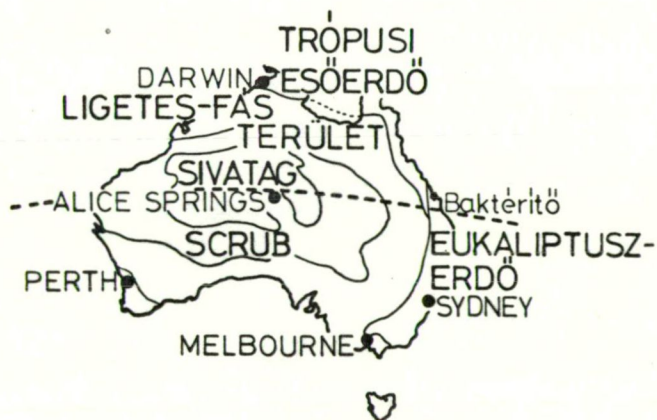 TRÓPUSI
DARWIN ESŐERDŐ
LIGETES-FÁS
TERÜLET
SIVATAG
ALICE SPRINGS Baktérítő
SCRUB EUKALIPTUSZ-
PERTH ERDŐ
SYDNEY
MELBOURNE